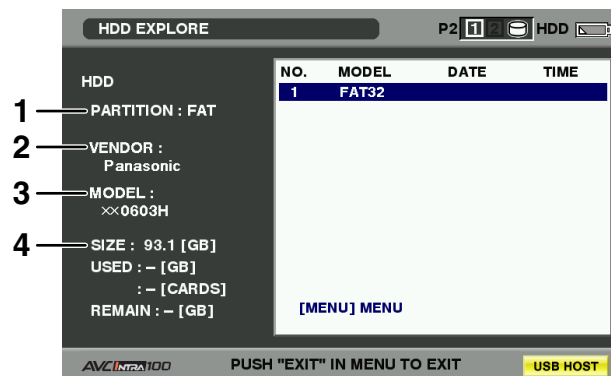 HDD EXPLORE
P2 1 2 HDD
HDD
1 PARTITION : FAT
2 VENDOR :
Panasonic
3 MODEL :
××0603H
4 SIZE : 93.1 [GB]
USED : – [GB]
: – [CARDS]
REMAIN : – [GB]
NO. MODEL DATE TIME
1 FAT32
[MENU] MENU
AVC INTRA 100 PUSH "EXIT" IN MENU TO EXIT USB HOST